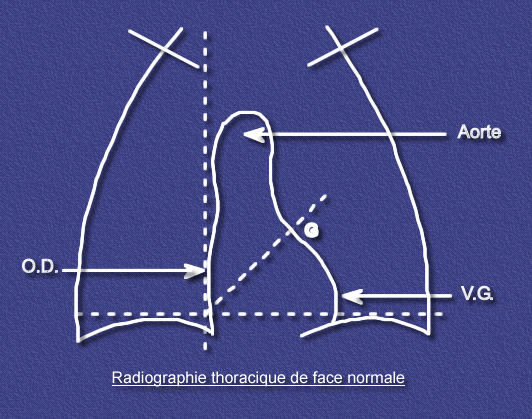 Aorte
G
O.D.
V.G.
Radiographie thoracique de face normale